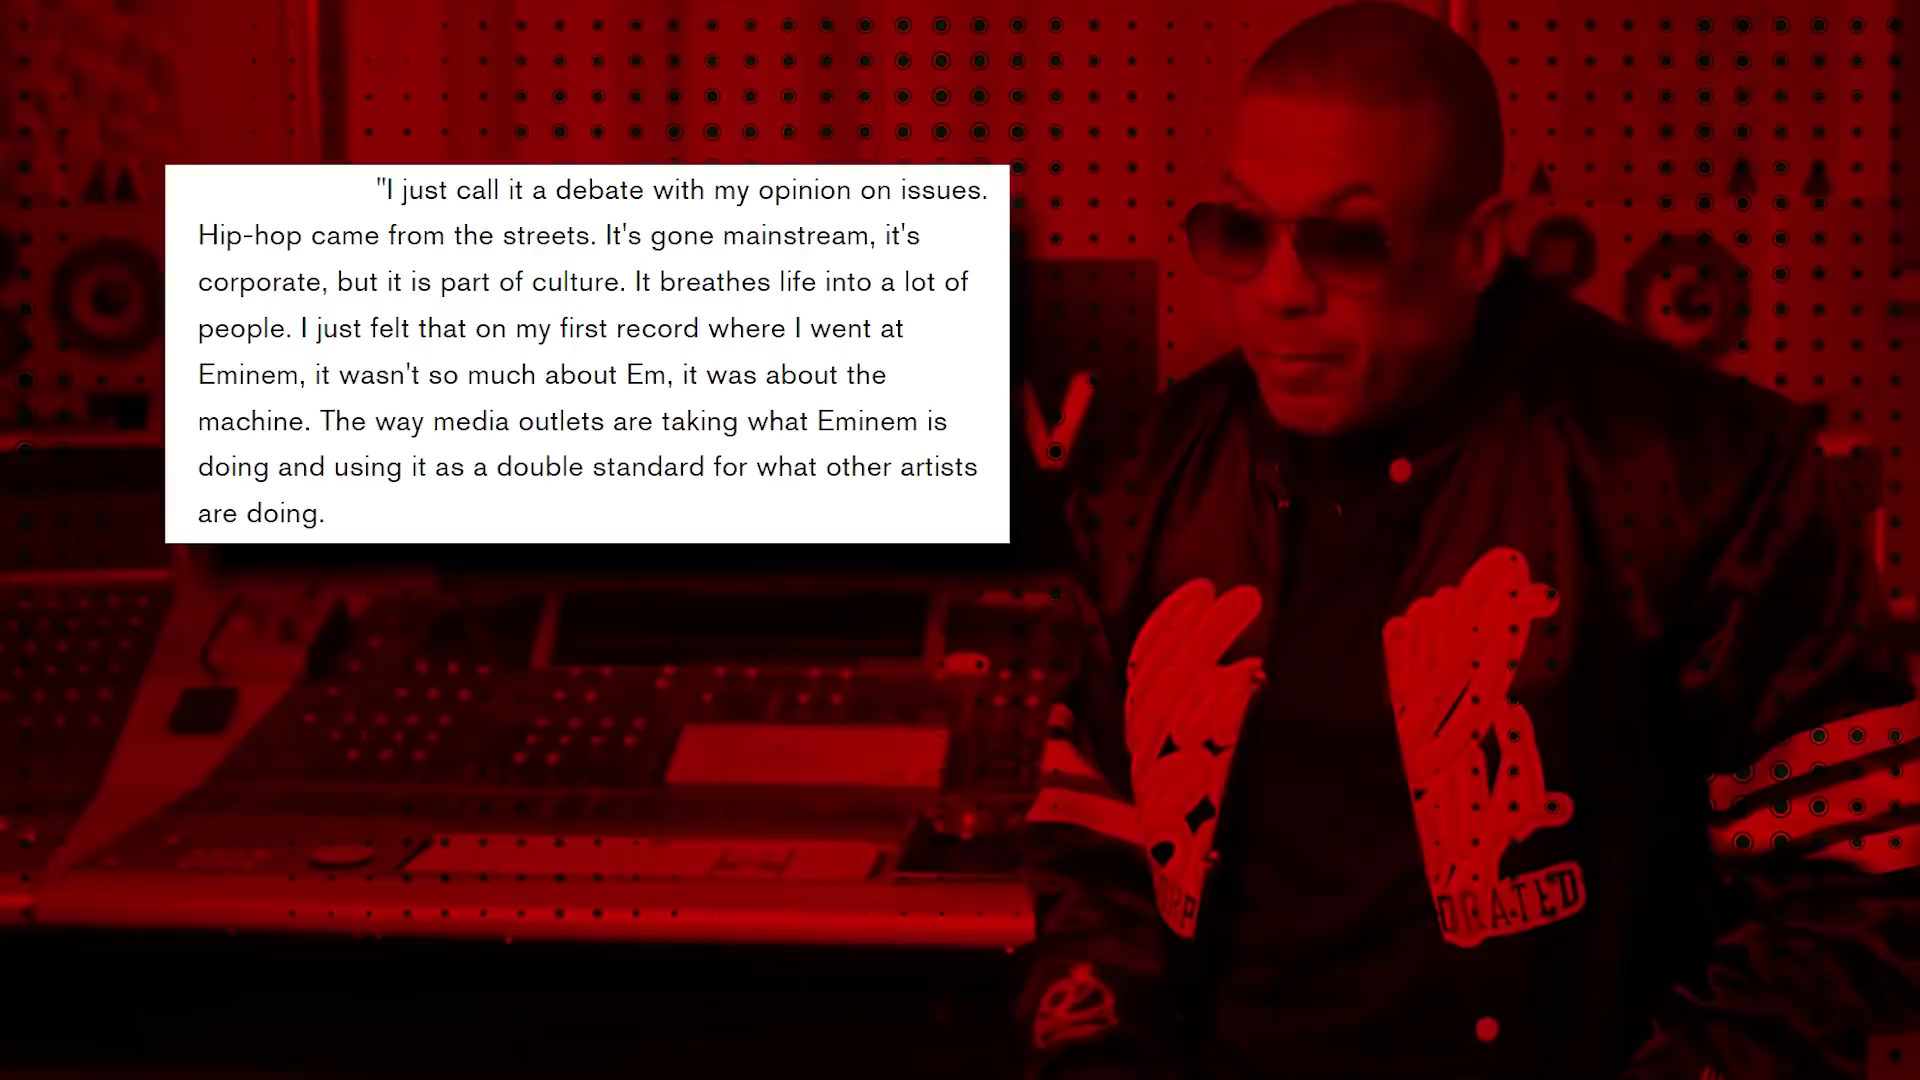 "I just call it a debate with my opinion on issues.
Hip-hop came from the streets. It's gone mainstream, it's
corporate, but it is part of culture. It breathes life into a lot of
people. I just felt that on my first record where I went at
Eminem, it wasn't so much about Em, it was about the
machine. The way media outlets are taking what Eminem is
doing and using it as a double standard for what other artists
are doing.
ORP
ORATED